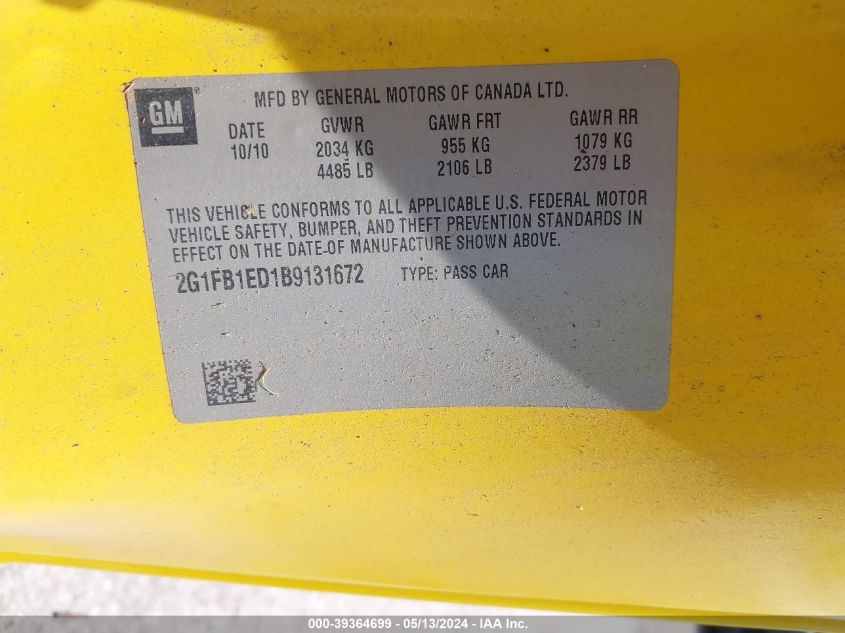 GM ®
MFD BY GENERAL MOTORS OF CANADA LTD.
DATE GVWR GAWR FRT GAWR RR
10/10 2034 KG 955 KG 1079 KG
4485 LB 2106 LB 2379 LB
THIS VEHICLE CONFORMS TO ALL APPLICABLE U.S. FEDERAL MOTOR
VEHICLE SAFETY, BUMPER, AND THEFT PREVENTION STANDARDS IN
EFFECT ON THE DATE OF MANUFACTURE SHOWN ABOVE.
2G1FB1ED1B9131672 TYPE: PASS CAR
000-39364699 - 05/13/2024 - IAA Inc.